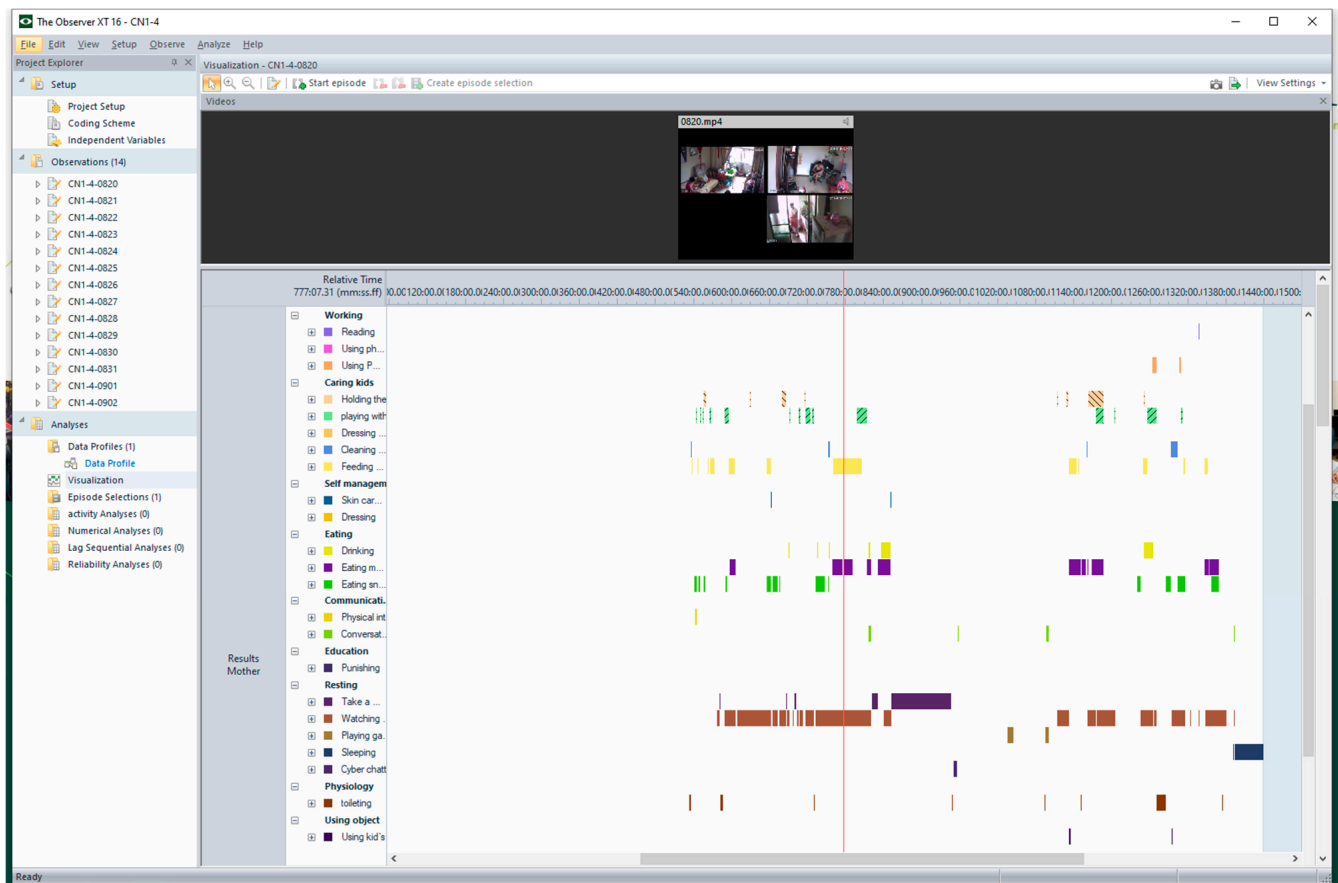 The Observer XT 16 - CN1-4
File Edit View Setup Observe Analyze Help
Project Explorer
Setup
Project Setup
Coding Scheme
Independent Variables
Observations (14)
CN1-4-0820
CN1-4-0821
CN1-4-0822
CN1-4-0823
CN1-4-0824
CN1-4-0825
CN1-4-0826
CN1-4-0827
CN1-4-0828
CN1-4-0829
CN1-4-0830
CN1-4-0831
CN1-4-0901
CN1-4-0902
Analyses
Data Profiles (1)
Data Profile
Visualization
Episode Selections (1)
activity Analyses (0)
Numerical Analyses (0)
Lag Sequential Analyses (0)
Reliability Analyses (0)
Visualization - CN1-4-0820
Start episode Create episode selection View Settings
Videos
0820.mp4
Relative Time
777:07.31 (mm:ss.ff)
Results
Mother
Working
Reading
Using ph...
Using P...
Caring kids
Holding the
playing with
Dressing ...
Cleaning ...
Feeding ...
Self managem
Skin car...
Dressing
Eating
Drinking
Eating m...
Eating sn...
Communicati.
Physical int
Conversat..
Education
Punishing
Resting
Take a ...
Watching .
Playing ga.
Sleeping
Cyber chatt
Physiology
toileting
Using object
Using kid's
Ready